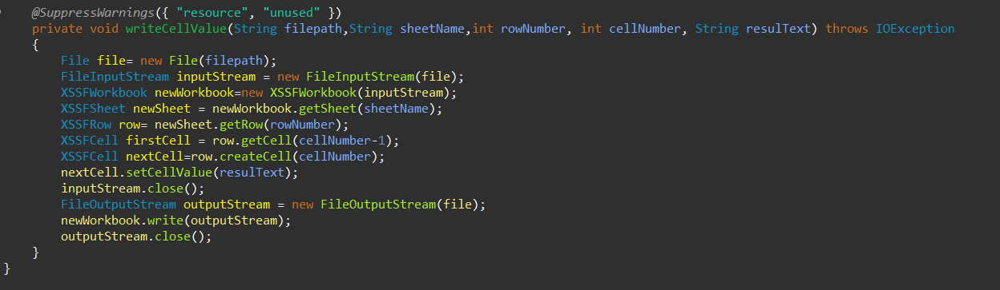 @SuppressWarnings({ "resource", "unused" })
private void writeCellValue(String filepath,String sheetName,int rowNumber, int cellNumber, String resulText) throws IOException
{
File file= new File(filepath);
FileInputStream inputStream = new FileInputStream(file);
XSSFWorkbook newWorkbook=new XSSFWorkbook(inputStream);
XSSFSheet newSheet = newWorkbook.getSheet(sheetName);
XSSFRow row= newSheet.getRow(rowNumber);
XSSFCell firstCell = row.getCell(cellNumber-1);
XSSFCell nextCell=row.createCell(cellNumber);
nextCell.setCellValue(resulText);
inputStream.close();
FileOutputStream outputStream = new FileOutputStream(file);
newWorkbook.write(outputStream);
outputStream.close();
}
}